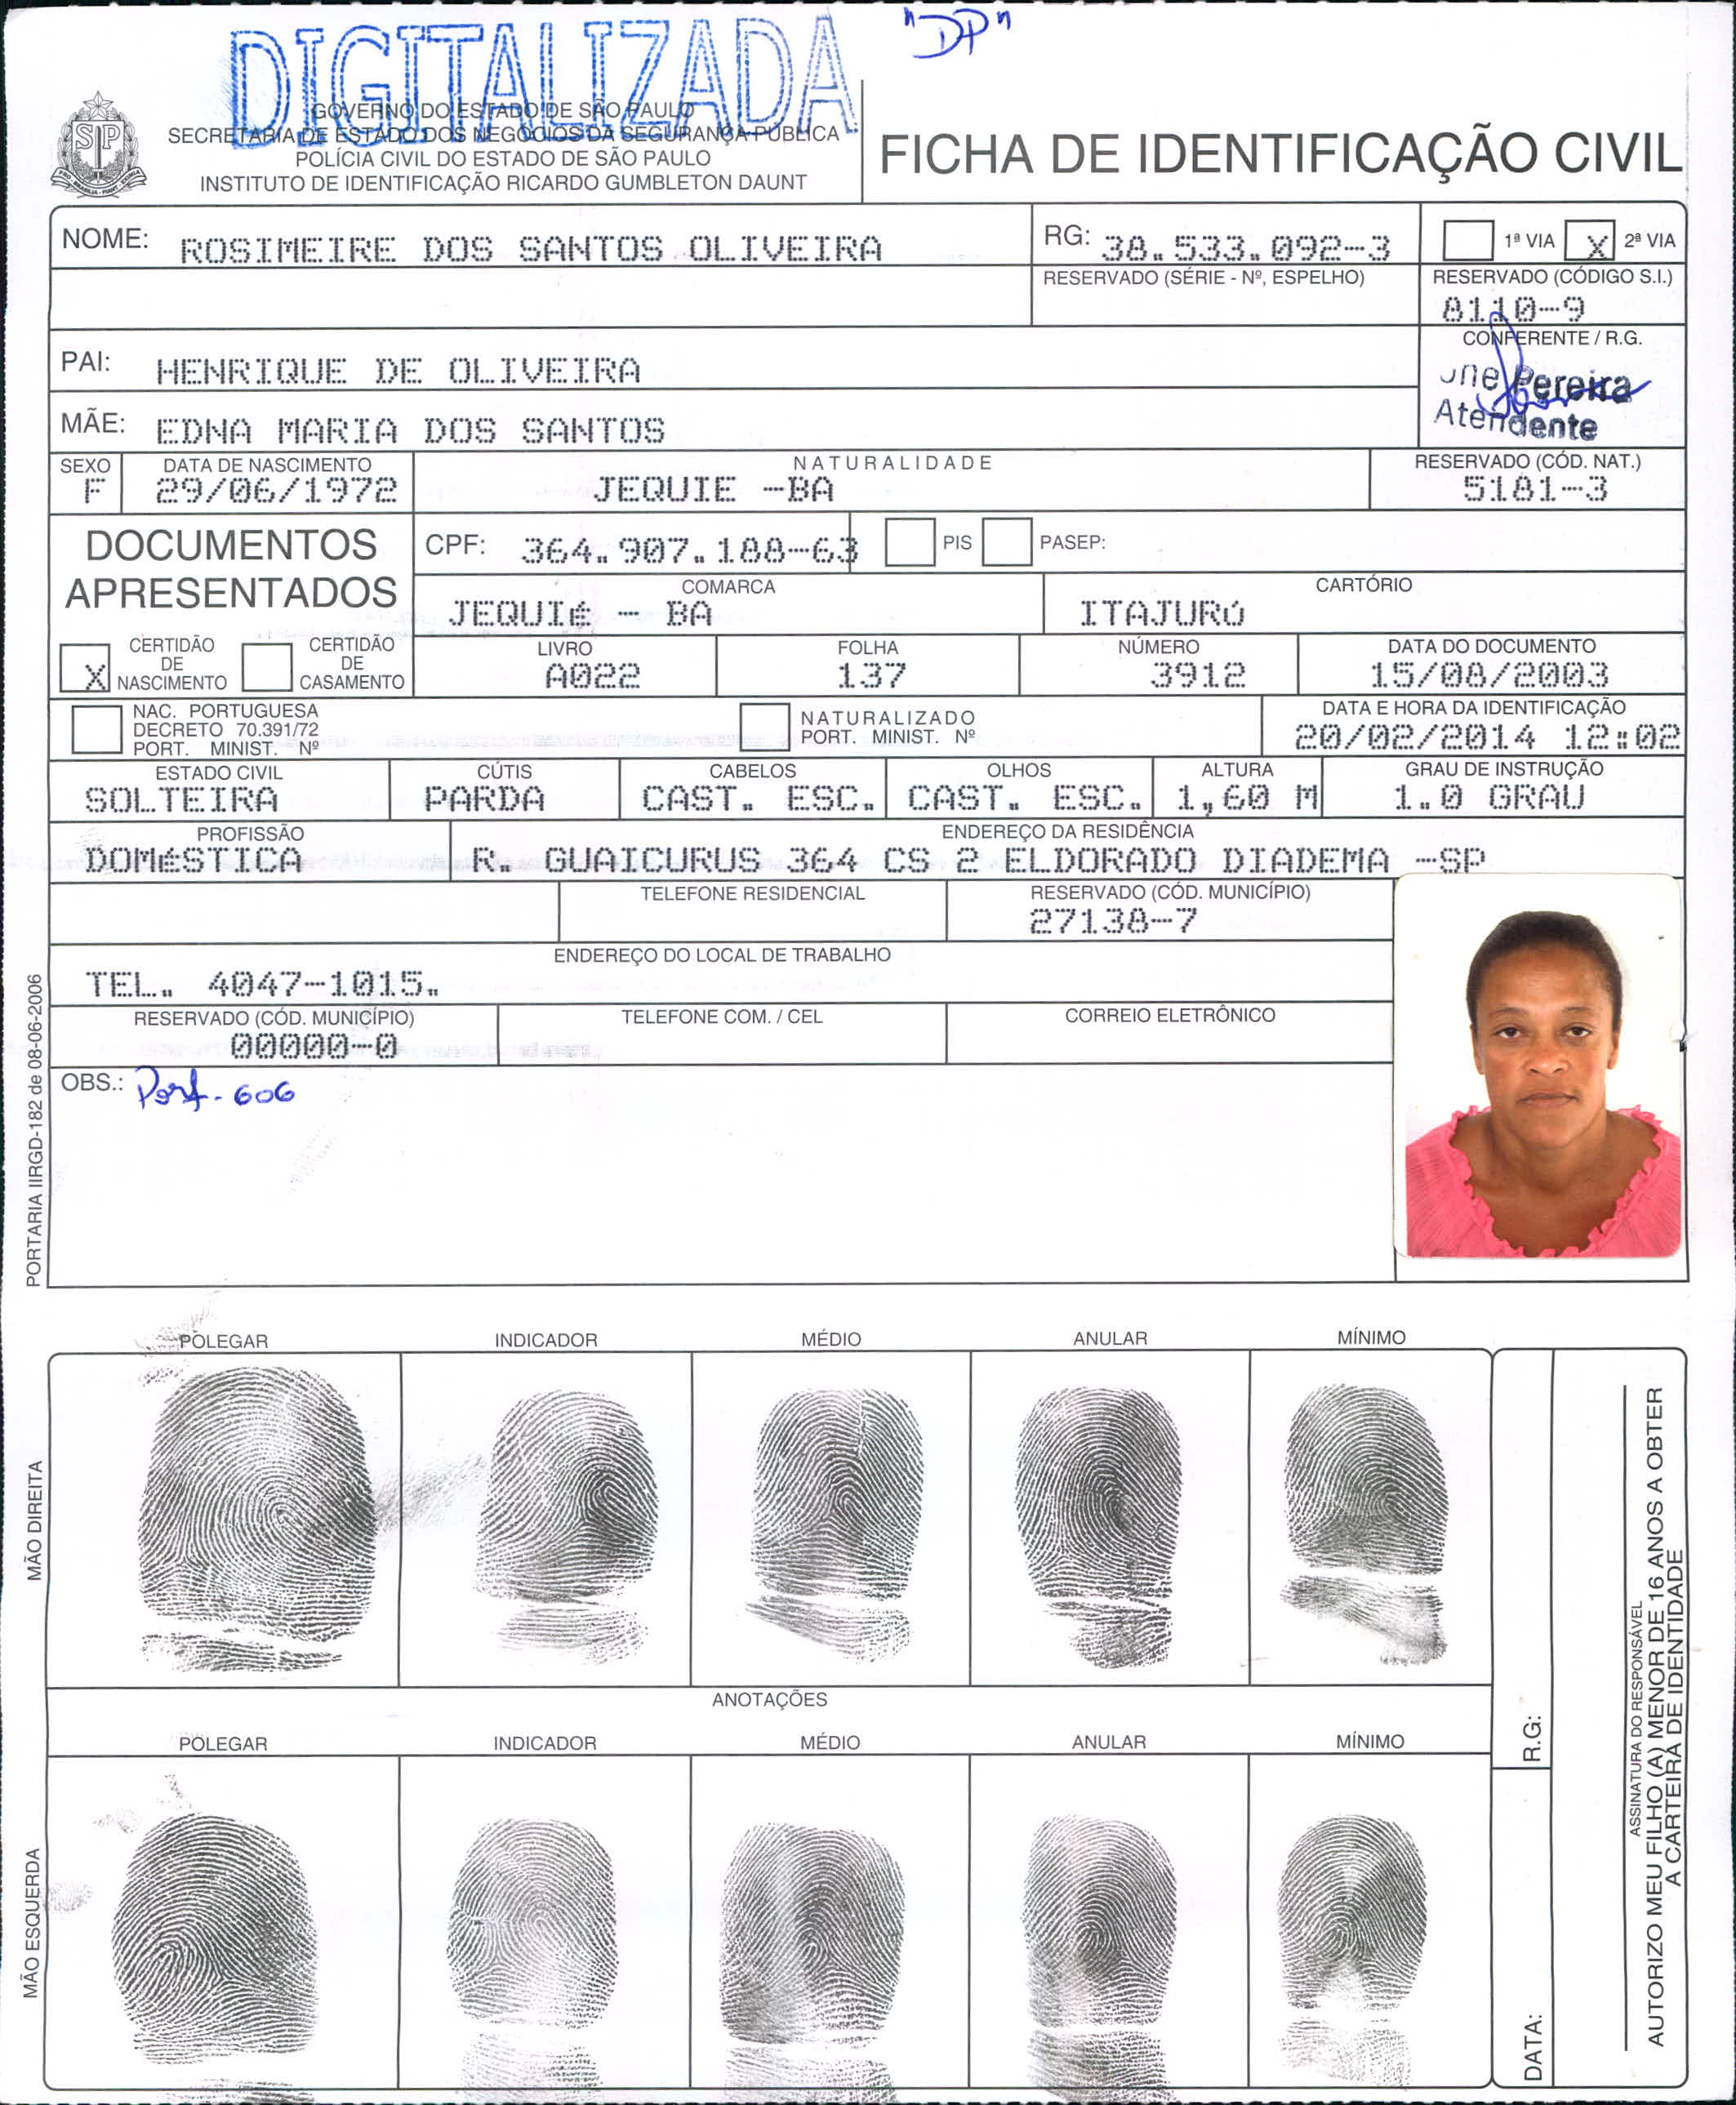 DIGITALIZADA
"DP"
GOVERNO DO ESTADO DE SÃO PAULO
SECRETARIA DE ESTADO DOS NEGÓCIOS DA SEGURANÇA PÚBLICA
POLÍCIA CIVIL DO ESTADO DE SÃO PAULO
INSTITUTO DE IDENTIFICAÇÃO RICARDO GUMBLETON DAUNT
FICHA DE IDENTIFICAÇÃO CIVIL
NOME: ROSIMEIRE DOS SANTOS OLIVEIRA
RG: 38.533.092-3
1ª VIA X 2ª VIA
RESERVADO (SÉRIE - Nº, ESPELHO)
RESERVADO (CÓDIGO S.I.)
8110-9
PAI: HENRIQUE DE OLIVEIRA
CONFERENTE / R.G.
Pereira
Atendente
MÃE: EDNA MARIA DOS SANTOS
SEXO
F
DATA DE NASCIMENTO
29/06/1972
NATURALIDADE
JEQUIE -BA
RESERVADO (CÓD. NAT.)
5181-3
DOCUMENTOS
APRESENTADOS
CPF: 364.907.188-63
PIS
PASEP:
COMARCA
JEQUIé - BA
CARTÓRIO
ITAJURú
X
CERTIDÃO
DE
NASCIMENTO
CERTIDÃO
DE
CASAMENTO
LIVRO
A022
FOLHA
137
NÚMERO
3912
DATA DO DOCUMENTO
15/08/2003
NAC. PORTUGUESA
DECRETO 70.391/72
PORT. MINIST. Nº
NATURALIZADO
PORT. MINIST. Nº
DATA E HORA DA IDENTIFICAÇÃO
20/02/2014 12:02
ESTADO CIVIL
SOLTEIRA
CÚTIS
PARDA
CABELOS
CAST. ESC.
OLHOS
CAST. ESC.
ALTURA
1,60 M
GRAU DE INSTRUÇÃO
1.0 GRAU
PROFISSÃO
DOMéSTICA
ENDEREÇO DA RESIDÊNCIA
R. GUAICURUS 364 CS 2 ELDORADO DIADEMA -SP
TELEFONE RESIDENCIAL
RESERVADO (CÓD. MUNICÍPIO)
27138-7
ENDEREÇO DO LOCAL DE TRABALHO
TEL. 4047-1015.
RESERVADO (CÓD. MUNICÍPIO)
00000-0
TELEFONE COM. / CEL
CORREIO ELETRÔNICO
OBS.: Port. 606
PORTARIA IIRGD-182 de 08-06-2006
POLEGAR
INDICADOR
MÉDIO
ANULAR
MÍNIMO
MÃO DIREITA
ANOTAÇÕES
POLEGAR
INDICADOR
MÉDIO
ANULAR
MÍNIMO
MÃO ESQUERDA
R.G:
DATA:
ASSINATURA DO RESPONSÁVEL
AUTORIZO MEU FILHO (A) MENOR DE 16 ANOS A OBTER
A CARTEIRA DE IDENTIDADE